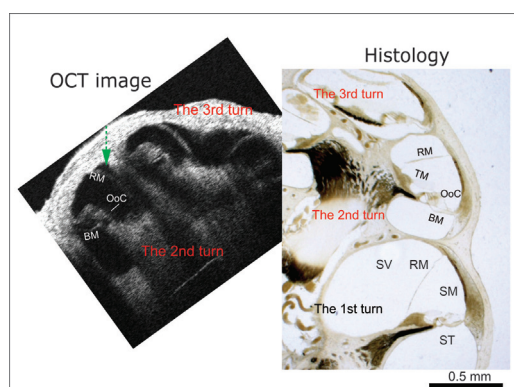 OCT image
Histology
The 3rd turn
RM
OoC
BM
The 2nd turn
The 3rd turn
RM
TM
OoC
BM
The 2nd turn
SV
RM
SM
The, 1st turn
ST
0.5 mm